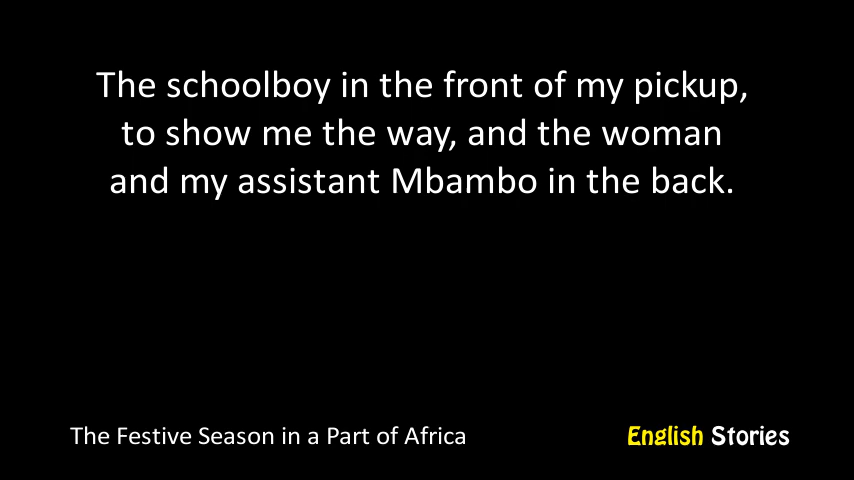 The schoolboy in the front of my pickup,
to show me the way, and the woman
and my assistant Mbambo in the back.
The Festive Season in a Part of Africa
English Stories